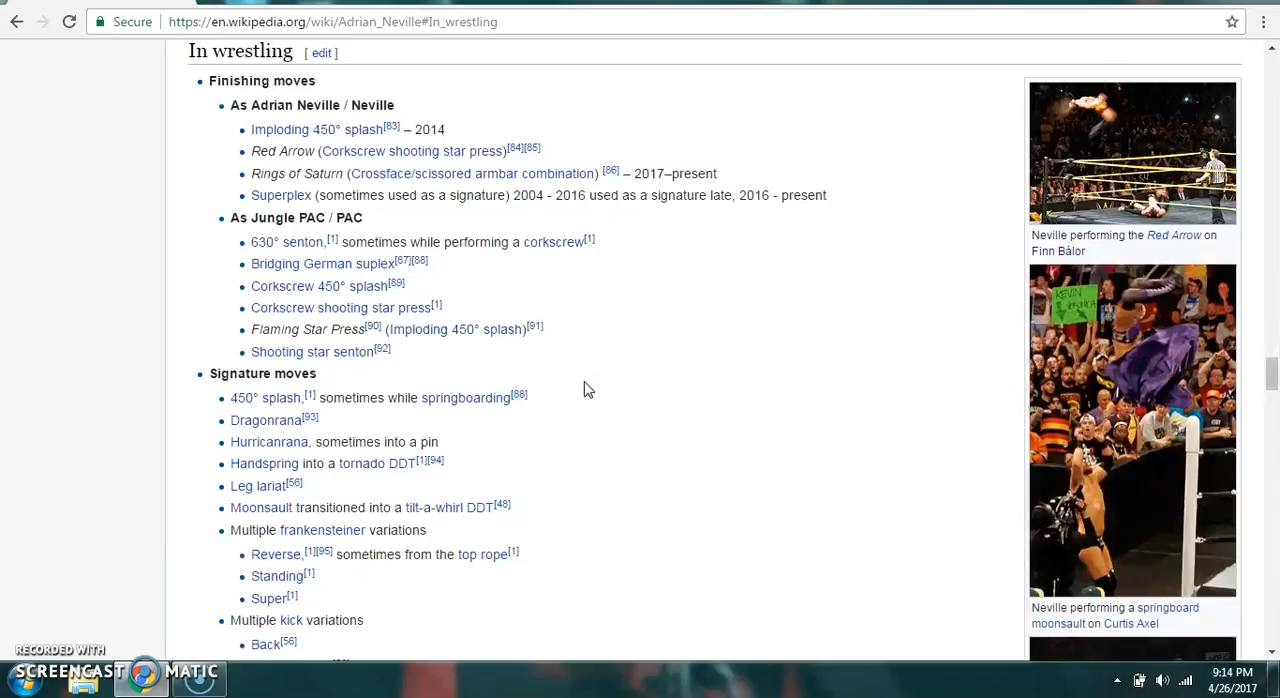 Secure
https://en.wikipedia.org/wiki/Adrian_Neville#In_wrestling
In wrestling [ edit ]
Finishing moves
As Adrian Neville / Neville
Imploding 450° splash[83] – 2014
Red Arrow (Corkscrew shooting star press)[84][85]
Rings of Saturn (Crossface/scissored armbar combination) [86] – 2017–present
Superplex (sometimes used as a signature) 2004 - 2016 used as a signature late, 2016 - present
As Jungle PAC / PAC
630° senton,[1] sometimes while performing a corkscrew[1]
Bridging German suplex[87][88]
Corkscrew 450° splash[89]
Corkscrew shooting star press[1]
Flaming Star Press[90] (Imploding 450° splash)[91]
Shooting star senton[92]
Signature moves
450° splash,[1] sometimes while springboarding[88]
Dragonrana[93]
Hurricanrana, sometimes into a pin
Handspring into a tornado DDT[1][94]
Leg lariat[56]
Moonsault transitioned into a tilt-a-whirl DDT[48]
Multiple frankensteiner variations
Reverse,[1][95] sometimes from the top rope[1]
Standing[1]
Super[1]
Multiple kick variations
Back[56]
Neville performing the Red Arrow on
Finn Bálor
KEVIN
Neville performing a springboard
moonsault on Curtis Axel
RECORDED WITH
SCREENCAST MATIC
9:14 PM
4/26/2017